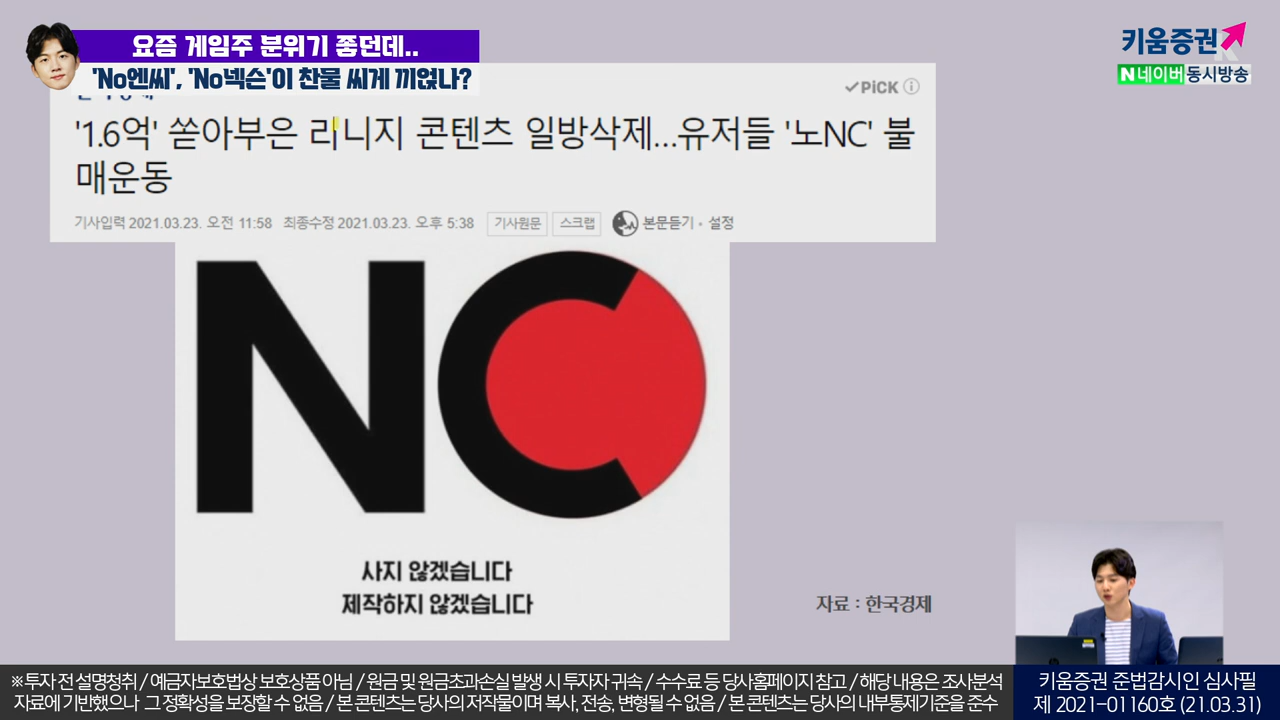 요즘 게임주 분위기 좋던데..
'No엔씨', 'No넥슨'이 찬물 씨게 끼얹나?
키움증권
N 네이버 동시방송
PiCK
'1.6억' 쏟아부은 리니지 콘텐츠 일방삭제...유저들 '노NC' 불
매운동
기사입력 2021.03.23. 오전 11:58 최종수정 2021.03.23. 오후 5:38 기사원문 스크랩 본문듣기 · 설정
NC
사지 않겠습니다
제작하지 않겠습니다
자료 : 한국경제
※투자 전 설명청취 / 예금자보호법상 보호상품 아님 / 원금 및 원금초과손실 발생 시 투자자 귀속 / 수수료 등 당사홈페이지 참고 / 해당 내용은 조사분석
자료에 기반했으나 그 정확성을 보장할 수 없음 / 본 콘텐츠는 당사의 저작물이며 복사, 전송, 변형될 수 없음 / 본 콘텐츠는 당사의 내부통제기준을 준수
키움증권 준법감시인 심사필
제 2021-01160호 (21.03.31)